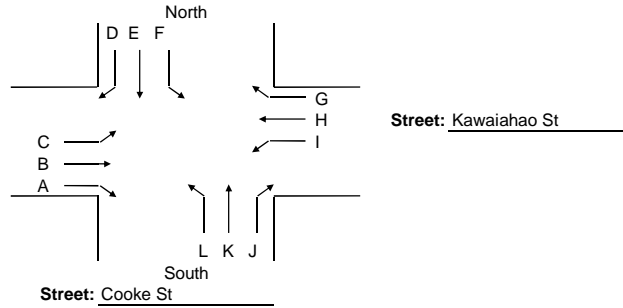 North
D E F
G
H
Street: Kawaiahao St
C
I
B
A
L K J
South
Street: Cooke St